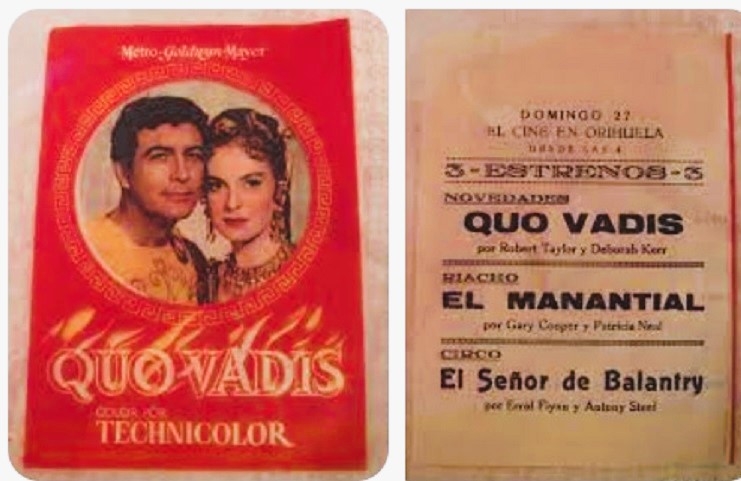 Metro-Goldwyn-Mayer
QUO VADIS
COLOR POR
TECHNICOLOR
DOMINGO 27
EL CINE EN ORIHUELA
DESDE LAS 4
3-ESTRENOS-3
NOVEDADES
QUO VADIS
por Robert Taylor y Deborah Kerr
RIACHO
EL MANANTIAL
por Gary Cooper y Patricia Neal
CIRCO
El Señor de Balantry
por Errol Flynn y Antony Steel